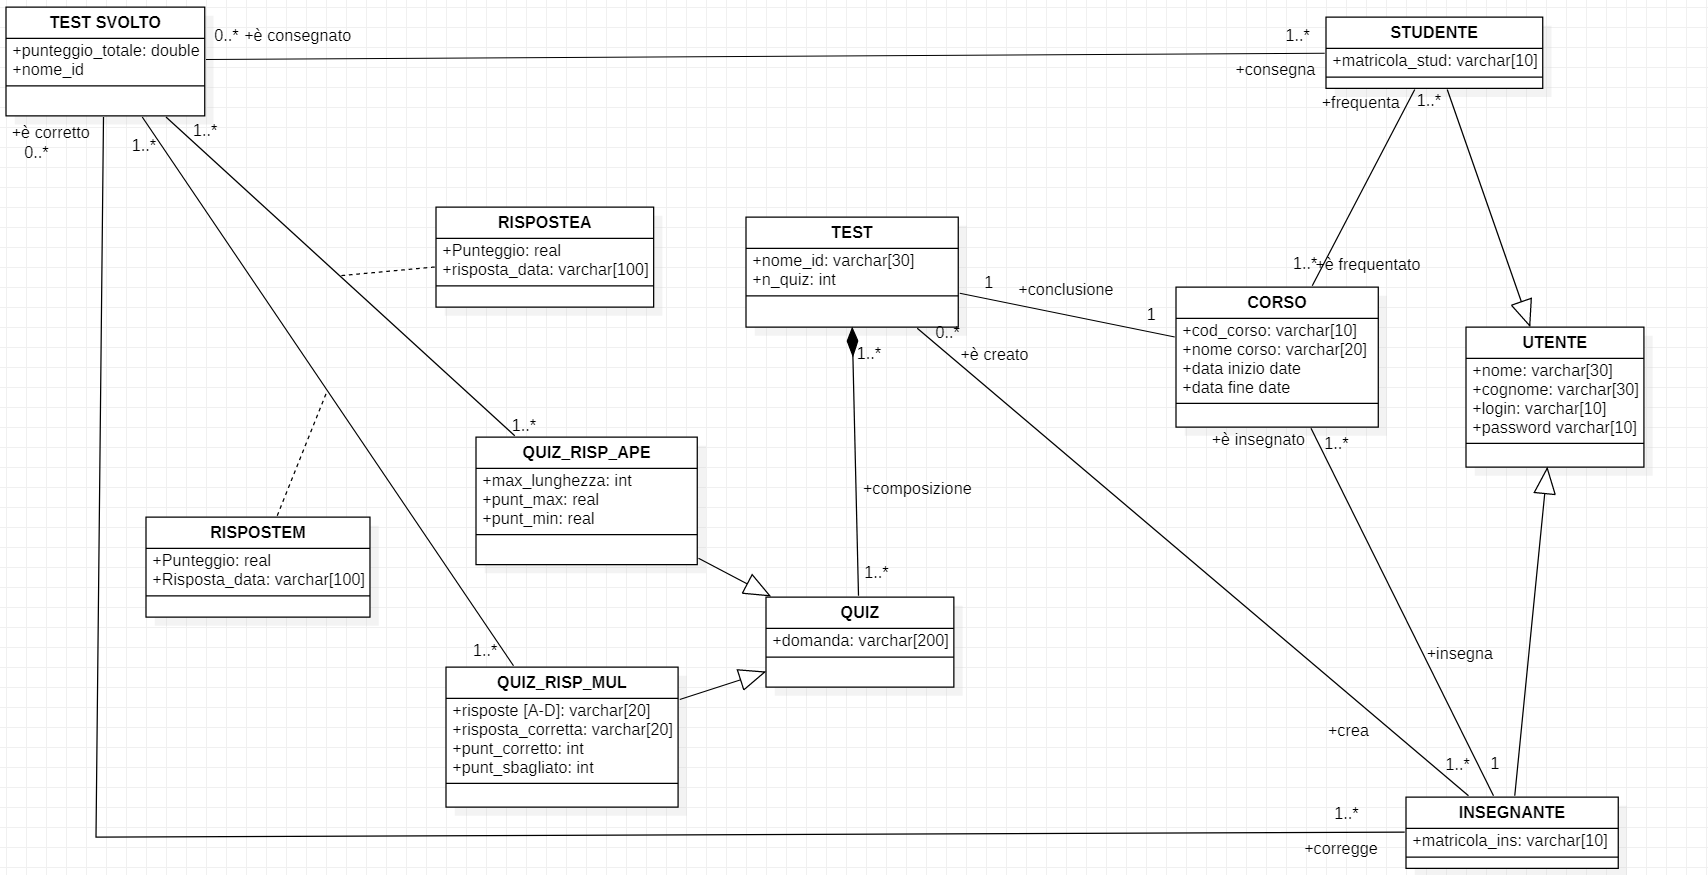 TEST SVOLTO
+punteggio_totale: double
+nome_id
0..* +è consegnato
1..*
+consegna
STUDENTE
+matricola_stud: varchar[10]
+è corretto
0..*
1..*
1..*
+frequenta
1..*
RISPOSTEA
+Punteggio: real
+risposta_data: varchar[100]
TEST
+nome_id: varchar[30]
+n_quiz: int
1
+conclusione
1
1..*
+è frequentato
CORSO
+cod_corso: varchar[10]
+nome corso: varchar[20]
+data inizio date
+data fine date
UTENTE
+nome: varchar[30]
+cognome: varchar[30]
+login: varchar[10]
+password varchar[10]
0..*
+è creato
1..*
1..*
QUIZ_RISP_APE
+max_lunghezza: int
+punt_max: real
+punt_min: real
+è insegnato
1..*
+composizione
1..*
RISPOSTEM
+Punteggio: real
+Risposta_data: varchar[100]
QUIZ
+domanda: varchar[200]
1..*
QUIZ_RISP_MUL
+risposte [A-D]: varchar[20]
+risposta_corretta: varchar[20]
+punt_corretto: int
+punt_sbagliato: int
+insegna
+crea
1..*
1
1..*
+corregge
INSEGNANTE
+matricola_ins: varchar[10]